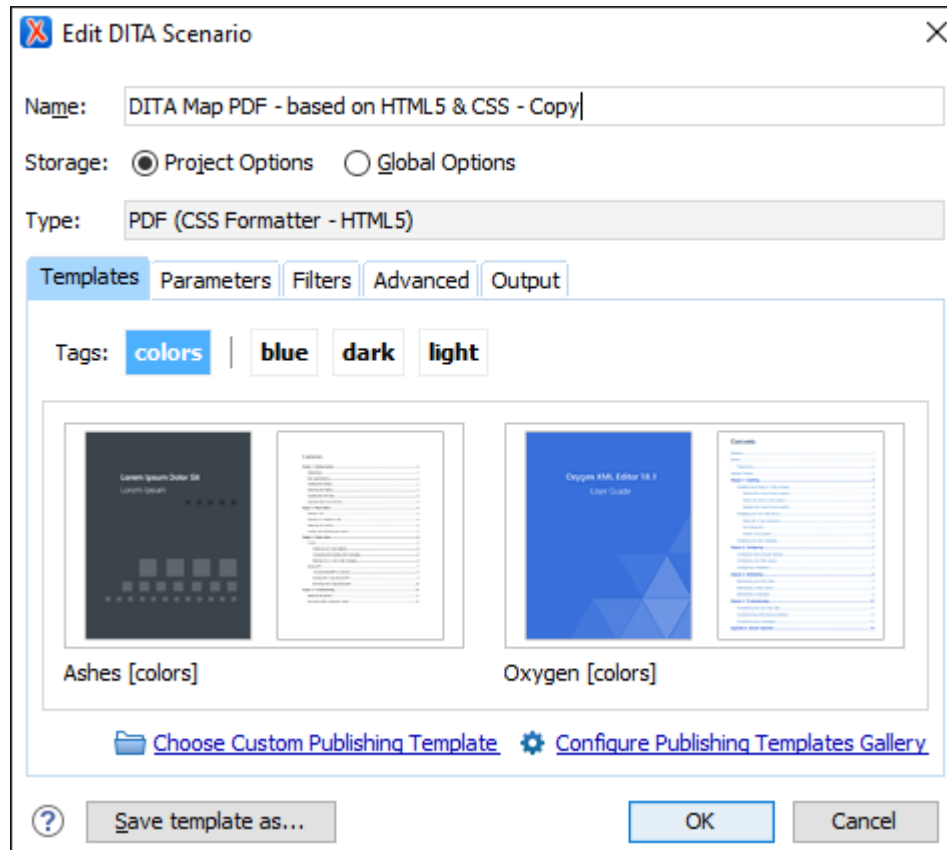 Edit DITA Scenario
Name: DITA Map PDF - based on HTML5 & CSS - Copy
Storage: Project Options Global Options
Type: PDF (CSS Formatter - HTML5)
Templates Parameters Filters Advanced Output
Tags: colors blue dark light
Lorem Ipsum Dolor Sit
Lorem Ipsum
Oxygen XML Editor 18.1
User Guide
Contents
Ashes [colors] Oxygen [colors]
Choose Custom Publishing Template Configure Publishing Templates Gallery
? Save template as... OK Cancel